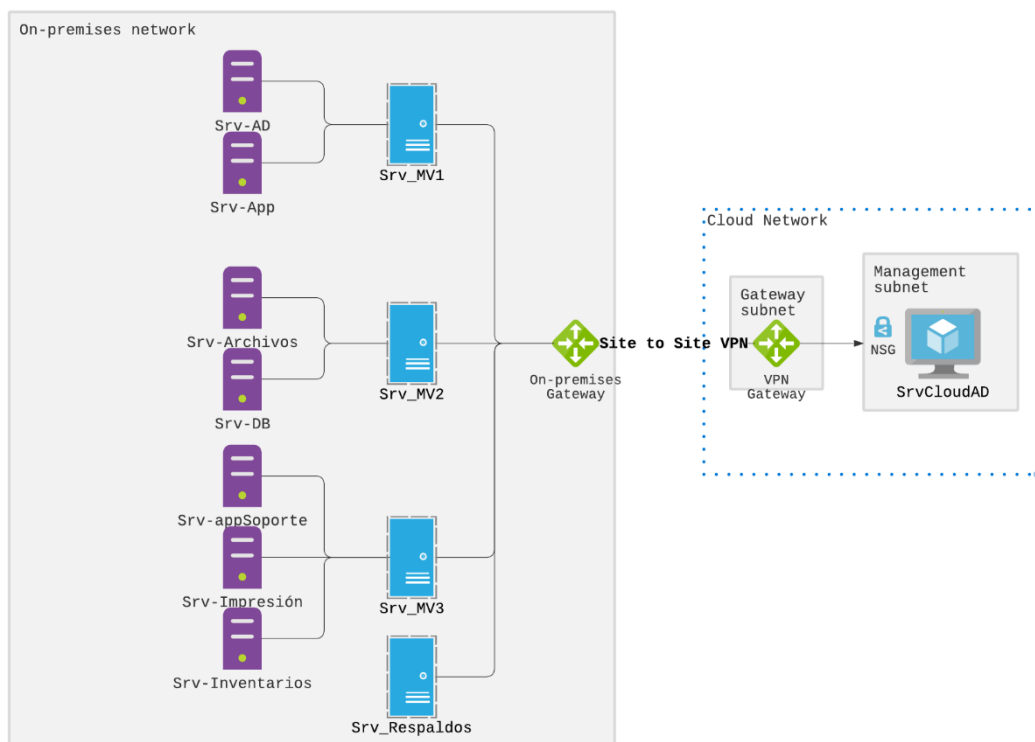 On-premises network
Srv-AD
Srv_MV1
Srv-App
Srv-Archivos
Srv_MV2
Srv-DB
Srv-appSoporte
Srv-Impresión
Srv_MV3
Srv-Inventarios
Srv_Respaldos
On-premises
Gateway
Site to Site VPN
Cloud Network
Gateway
subnet
VPN
Gateway
Management
subnet
NSG
SrvCloudAD